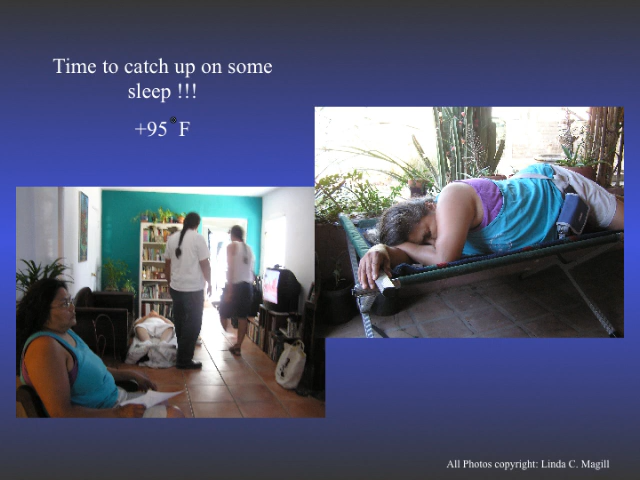 Time to catch up on some
sleep !!!
+95°F
All Photos copyright: Linda C. Magill